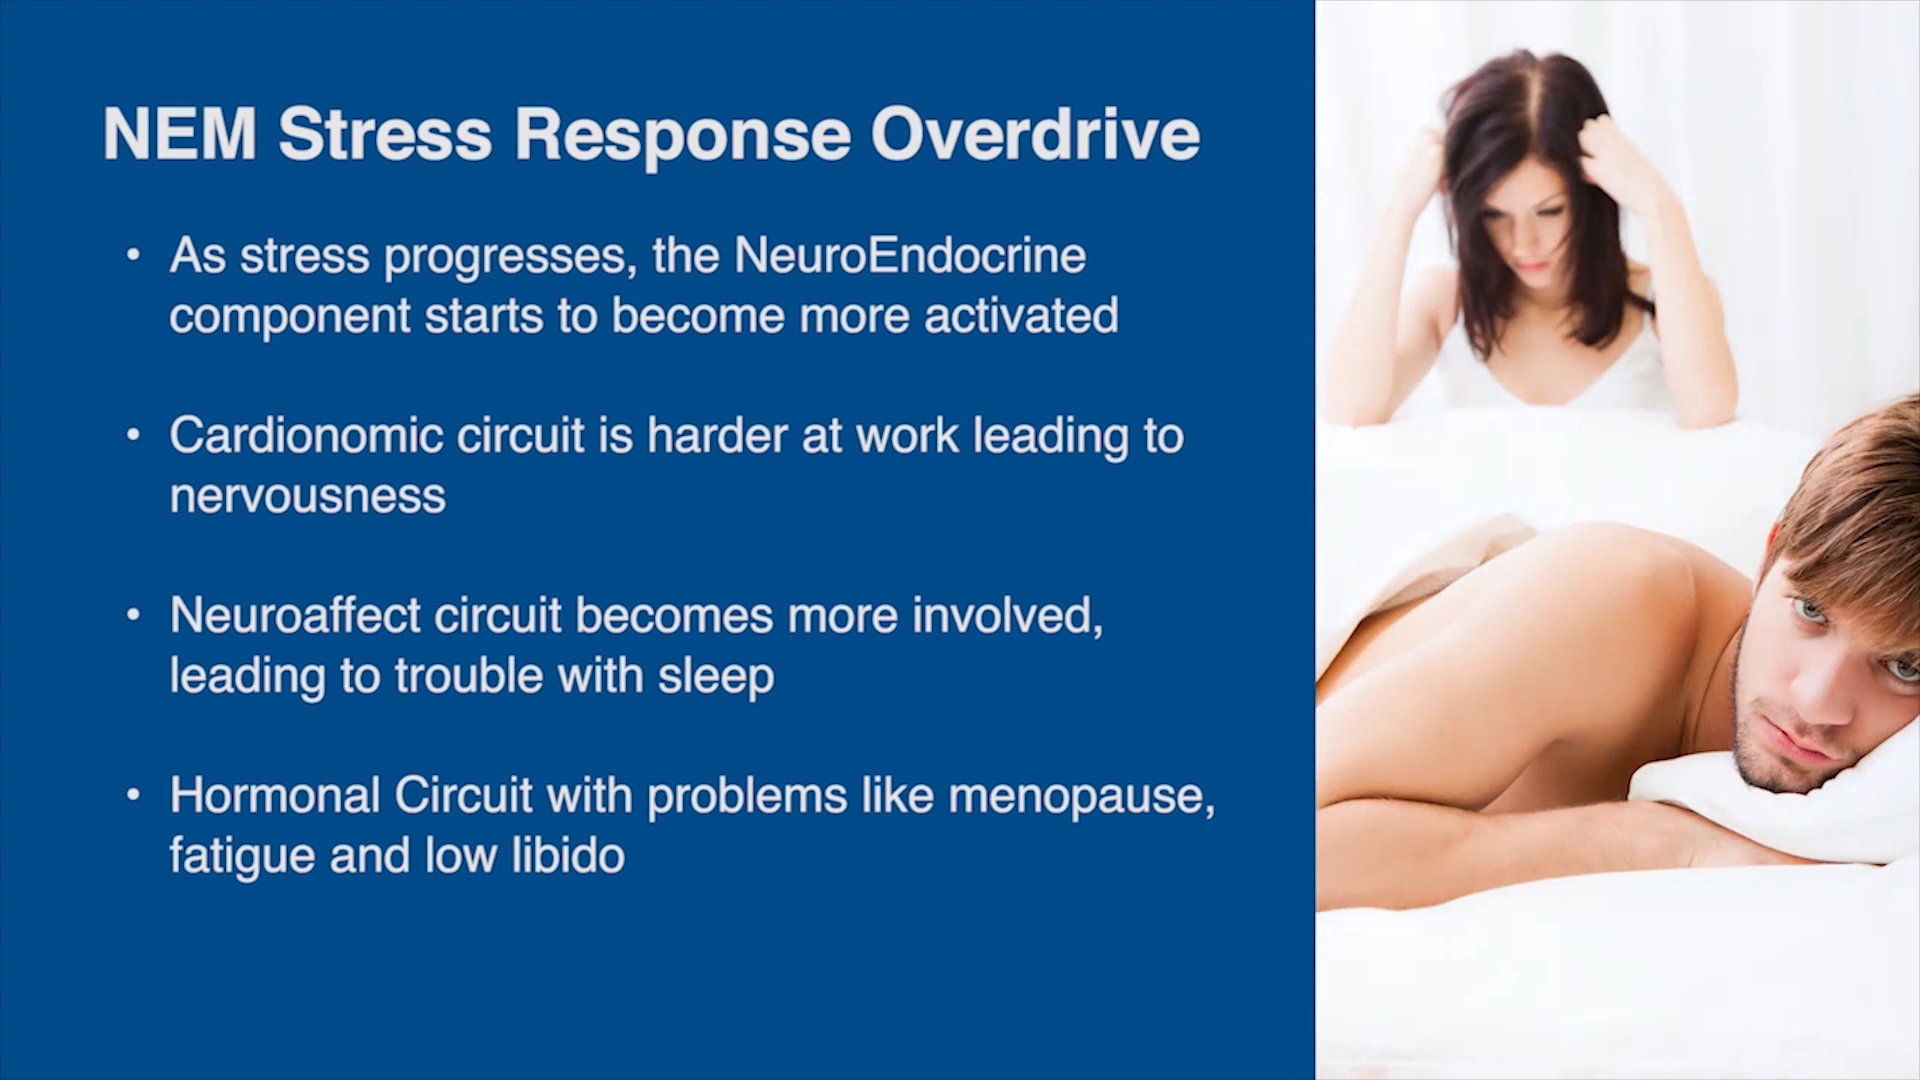 NEM Stress Response Overdrive
• As stress progresses, the NeuroEndocrine
component starts to become more activated
• Cardionomic circuit is harder at work leading to
nervousness
• Neuroaffect circuit becomes more involved,
leading to trouble with sleep
• Hormonal Circuit with problems like menopause,
fatigue and low libido